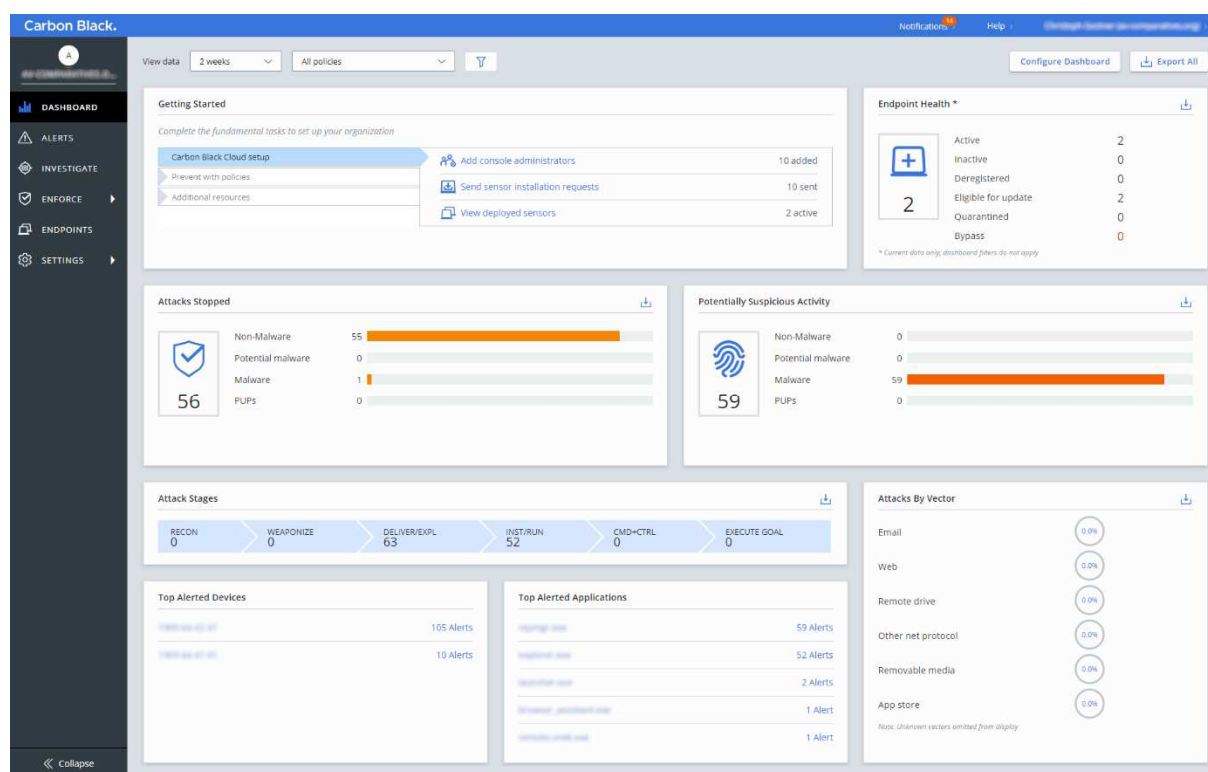 Carbon Black.
Notifications 14
Help
A
View data 2 weeks All policies
Configure Dashboard Export All
DASHBOARD
ALERTS
INVESTIGATE
ENFORCE
ENDPOINTS
SETTINGS
Collapse
Getting Started
Complete the fundamental tasks to set up your organization
Carbon Black Cloud setup
Prevent with policies
Additional resources
Add console administrators 10 added
Send sensor installation requests 10 sent
View deployed sensors 2 active
Endpoint Health *
2
Active 2
Inactive 0
Deregistered 0
Eligible for update 2
Quarantined 0
Bypass 0
* Current data only, dashboard filters do not apply
Attacks Stopped
56
Non-Malware 55
Potential malware 0
Malware 1
PUPs 0
Potentially Suspicious Activity
59
Non-Malware 0
Potential malware 0
Malware 59
PUPs 0
Attack Stages
RECON
0
WEAPONIZE
0
DELIVER/EXPL
63
INST/RUN
52
CMD+CTRL
0
EXECUTE GOAL
0
Attacks By Vector
Email 0.0%
Web 0.0%
Remote drive 0.0%
Other net protocol 0.0%
Removable media 0.0%
App store 0.0%
Note: Unknown vectors omitted from display
Top Alerted Devices
105 Alerts
10 Alerts
Top Alerted Applications
59 Alerts
52 Alerts
2 Alerts
1 Alert
1 Alert